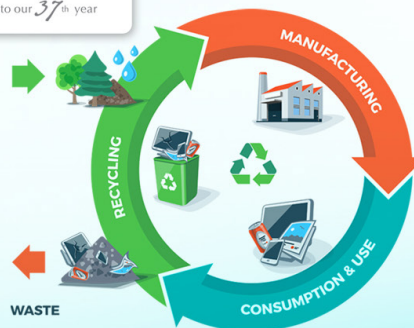 to our 37th year
MANUFACTURING
RECYCLING
CONSUMPTION & USE
WASTE